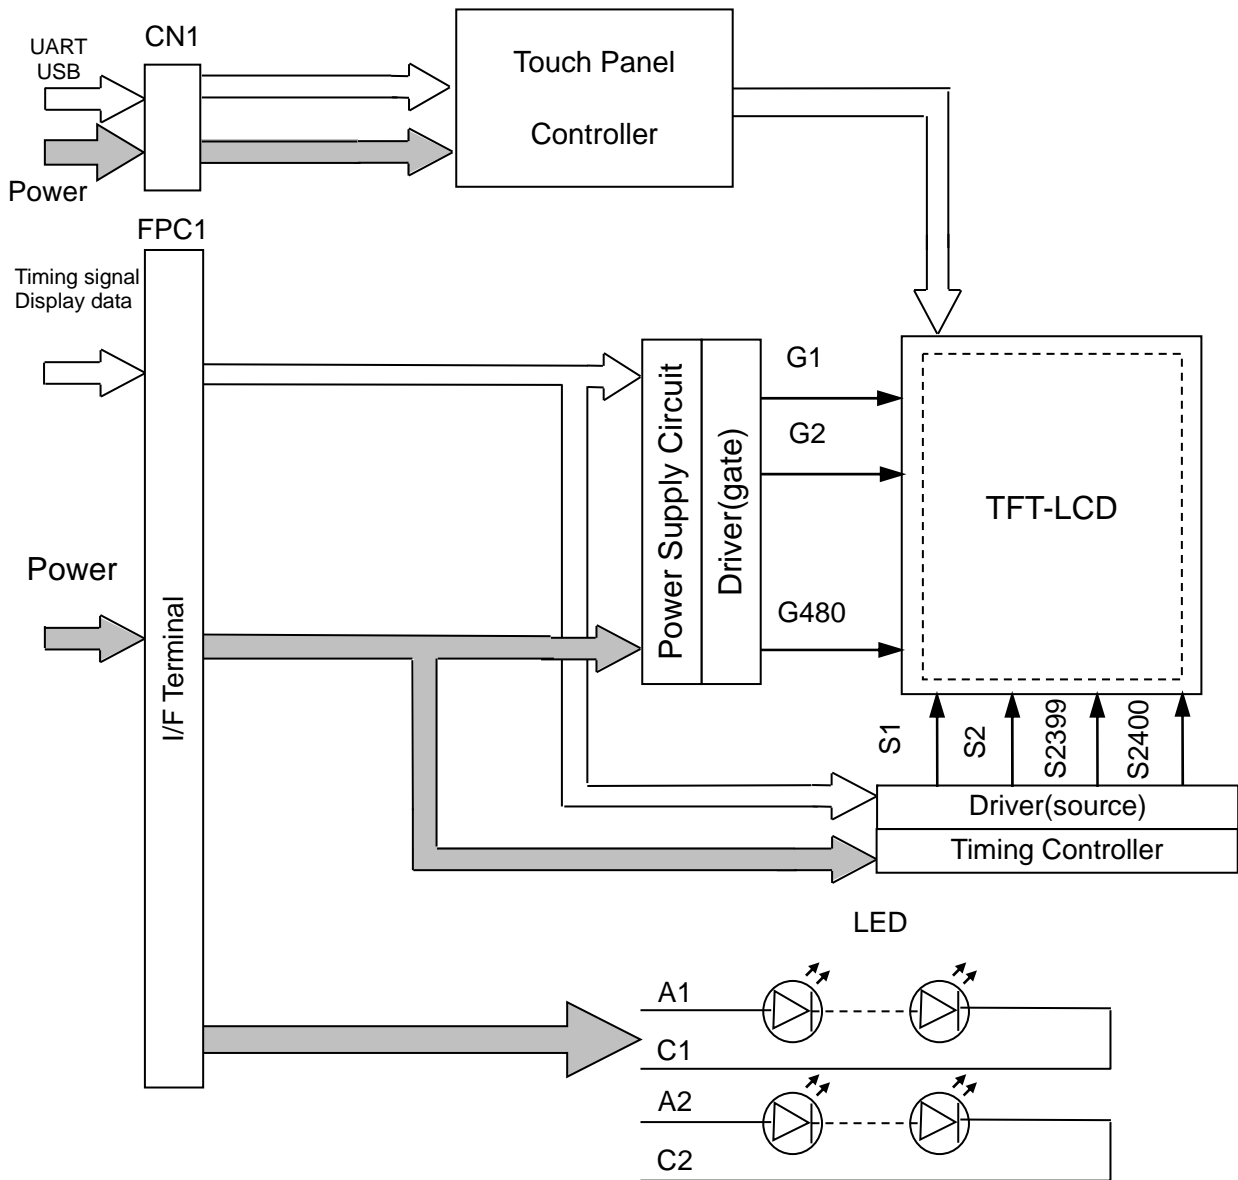 CN1
UART
USB
Power
Touch Panel
Controller
FPC1
Timing signal
Display data
Power
I/F Terminal
Power Supply Circuit
Driver(gate)
G1
G2
G480
TFT-LCD
S1
S2
S2399
S2400
Driver(source)
Timing Controller
LED
A1
C1
A2
C2